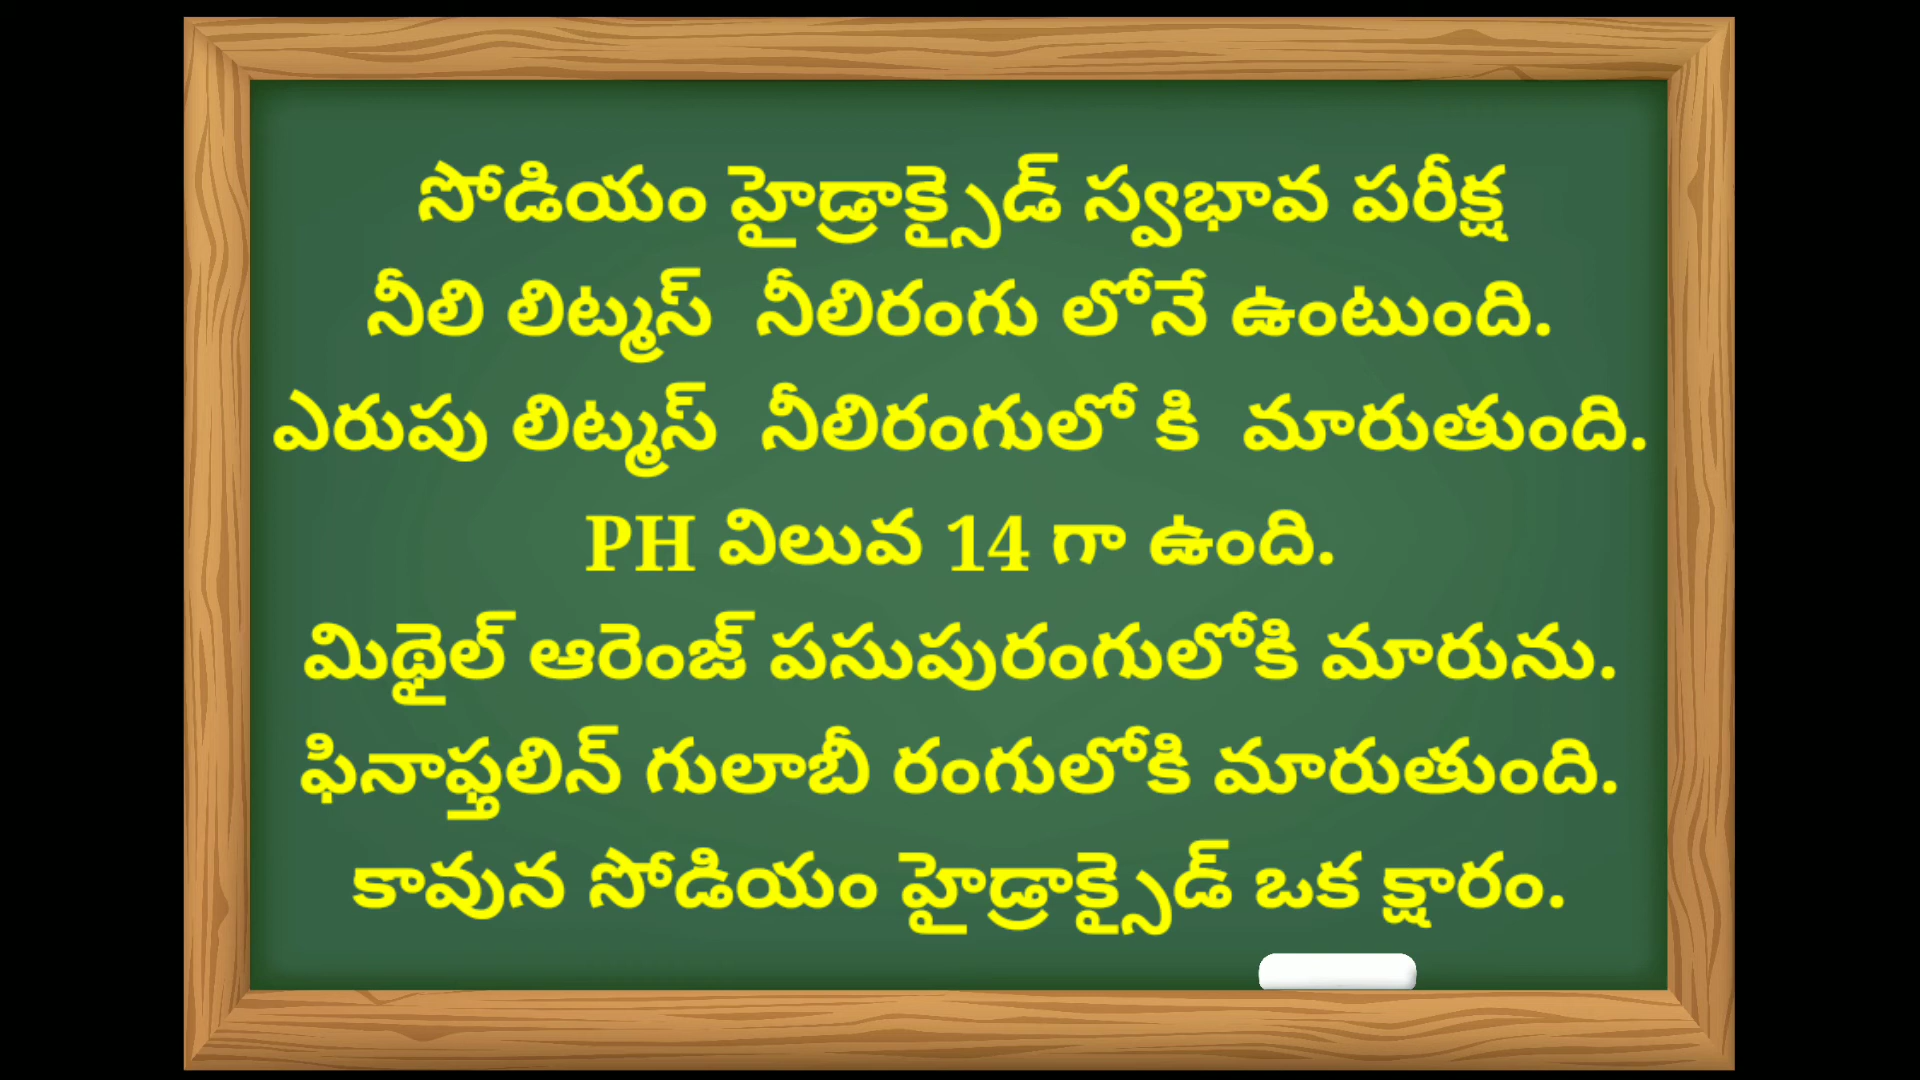 సోడియం హైడ్రాక్సైడ్ స్వభావ పరీక్ష
నీలి లిట్మస్  నీలిరంగు లోనే ఉంటుంది.
ఎరుపు లిట్మస్  నీలిరంగులో కి  మారుతుంది.
PH విలువ 14 గా ఉంది.
మిథైల్ ఆరెంజ్ పసుపురంగులోకి మారును.
ఫినాఫ్తలిన్ గులాబీ రంగులోకి మారుతుంది.
కావున సోడియం హైడ్రాక్సైడ్ ఒక క్షారం.